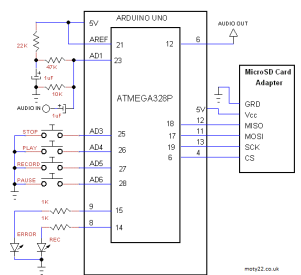 ARDUINO UNO
AUDIO OUT
5V
22K
AREF
21
12
6
AD1
23
47K
1uf
10K
AUDIO IN
1uf
ATMEGA328P
MicroSD Card
Adapter
GRD
5V
Vcc
18
12
MISO
17
11
MOSI
19
13
SCK
6
4
CS
STOP
AD3
25
PLAY
AD4
26
RECORD
AD5
27
PAUSE
AD6
28
1K
9
15
1K
8
14
ERROR
REC
moty22.co.uk